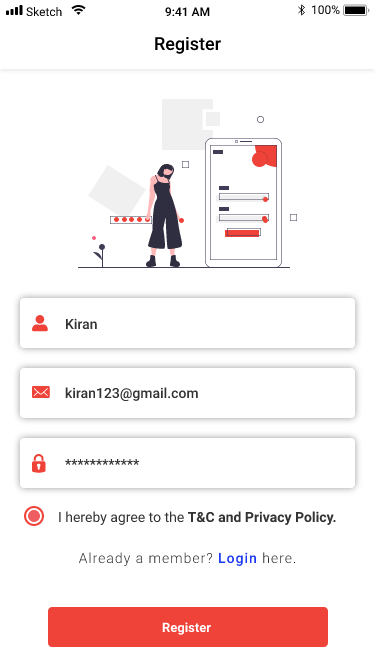 Sketch 9:41 AM 100%
Register
Kiran
kiran123@gmail.com
************
I hereby agree to the T&C and Privacy Policy.
Already a member? Login here.
Register